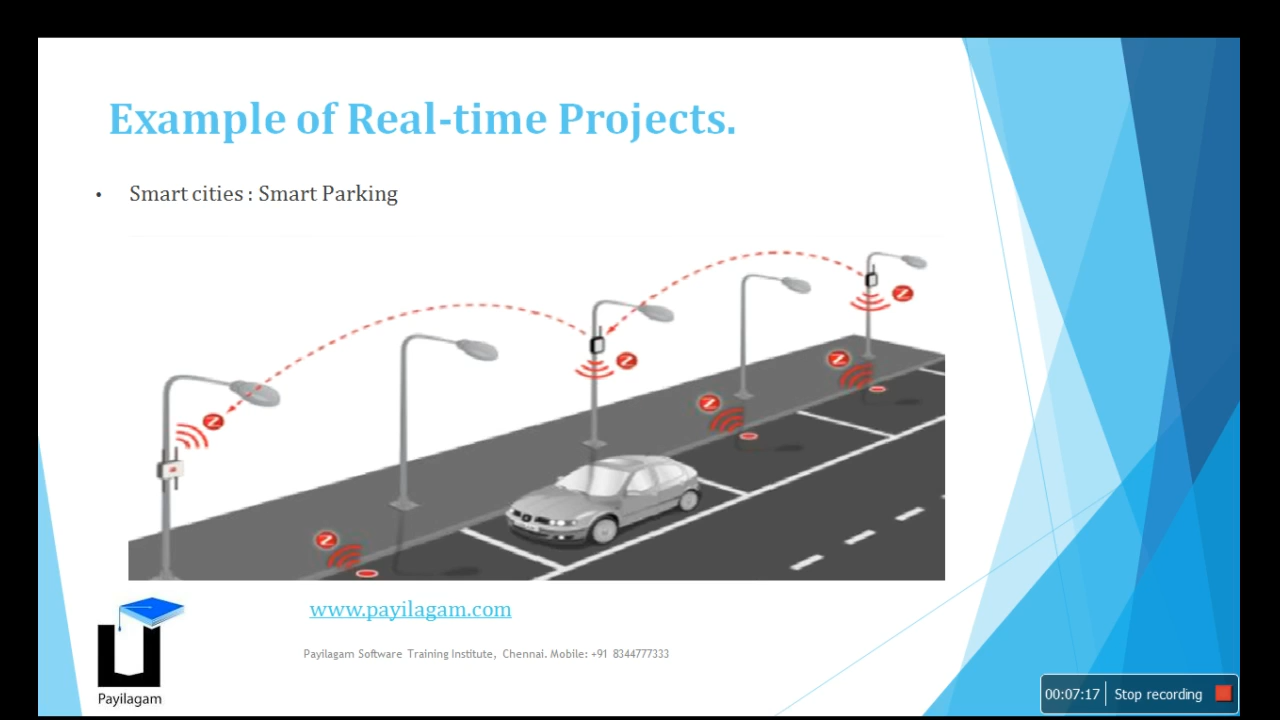 Example of Real-time Projects.
• Smart cities : Smart Parking
www.payilagam.com
Payilagam Software Training Institute, Chennai. Mobile: +91 8344777333
Payilagam
00:07:17 Stop recording